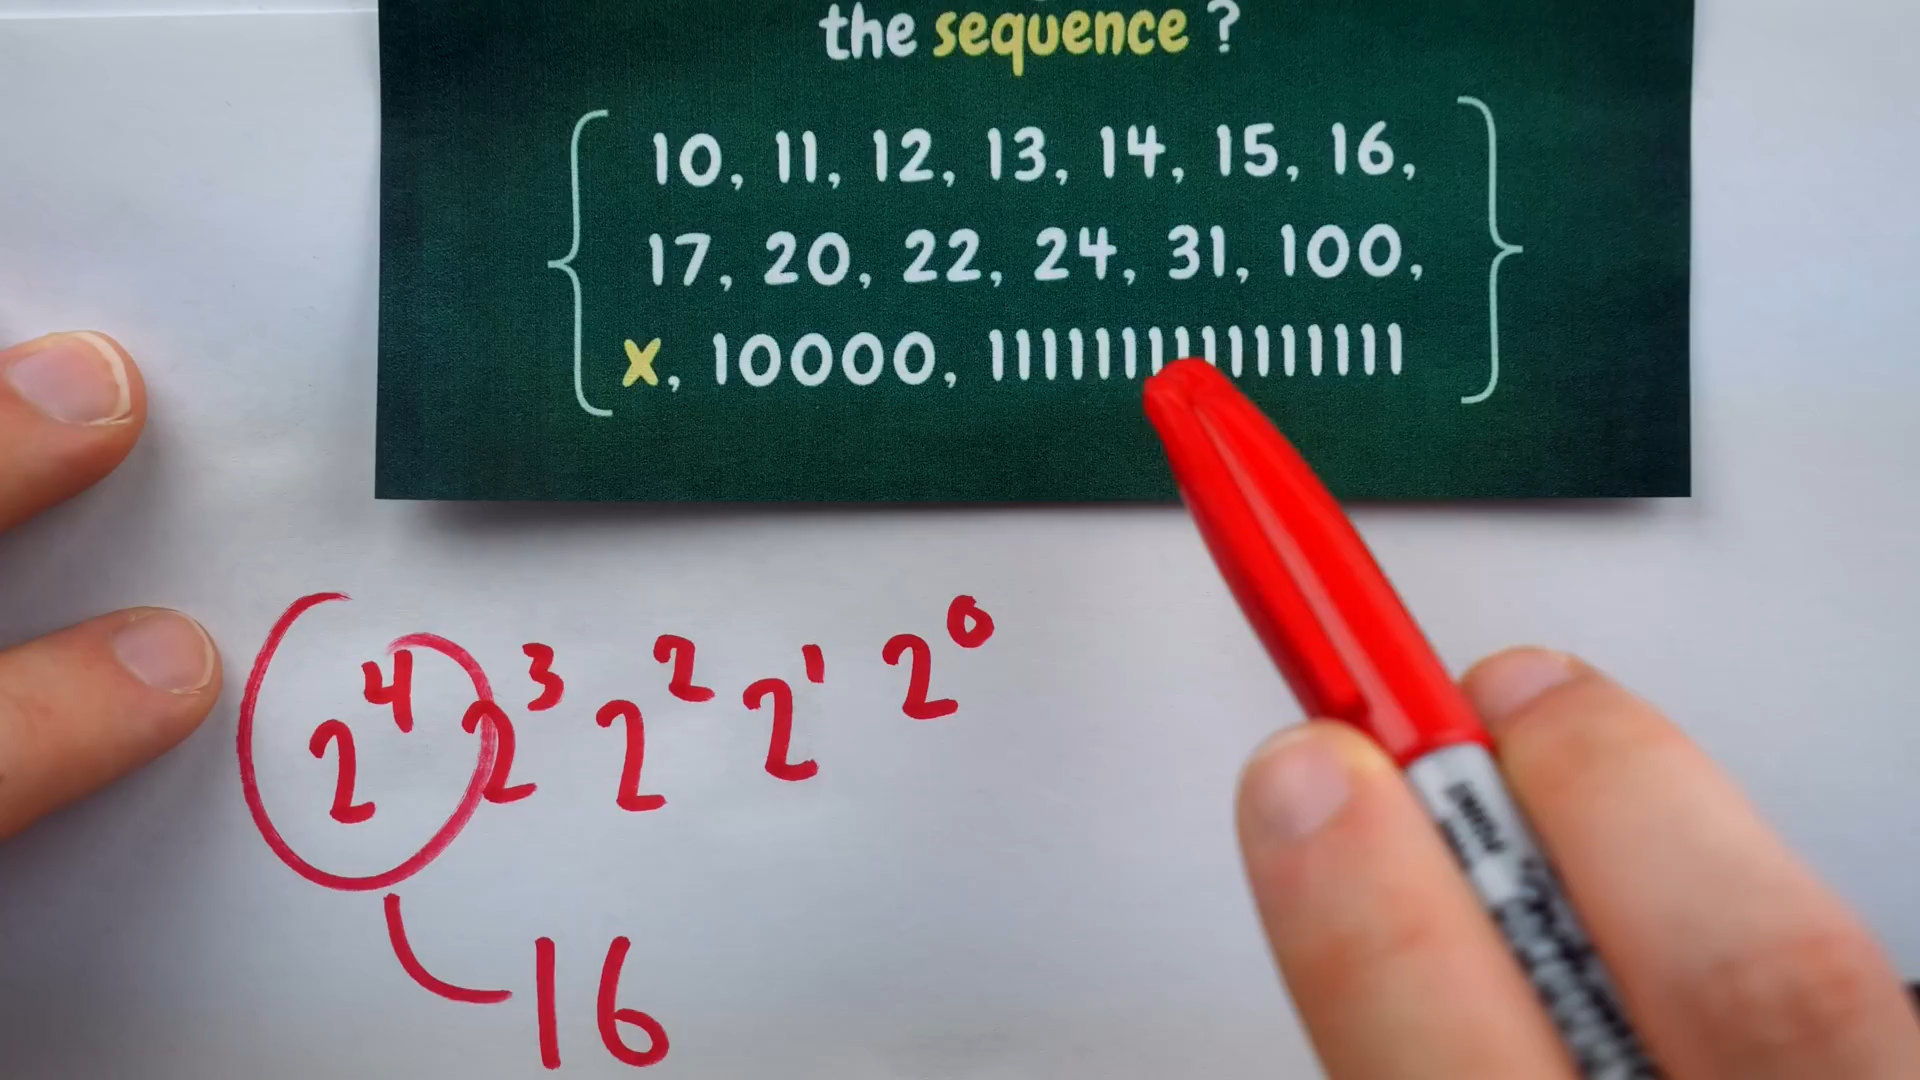 the sequence ?
10, 11, 12, 13, 14, 15, 16,
17, 20, 22, 24, 31, 100,
x, 10000, 1111111111111111
2⁴ 2³ 2² 2¹ 2⁰
16